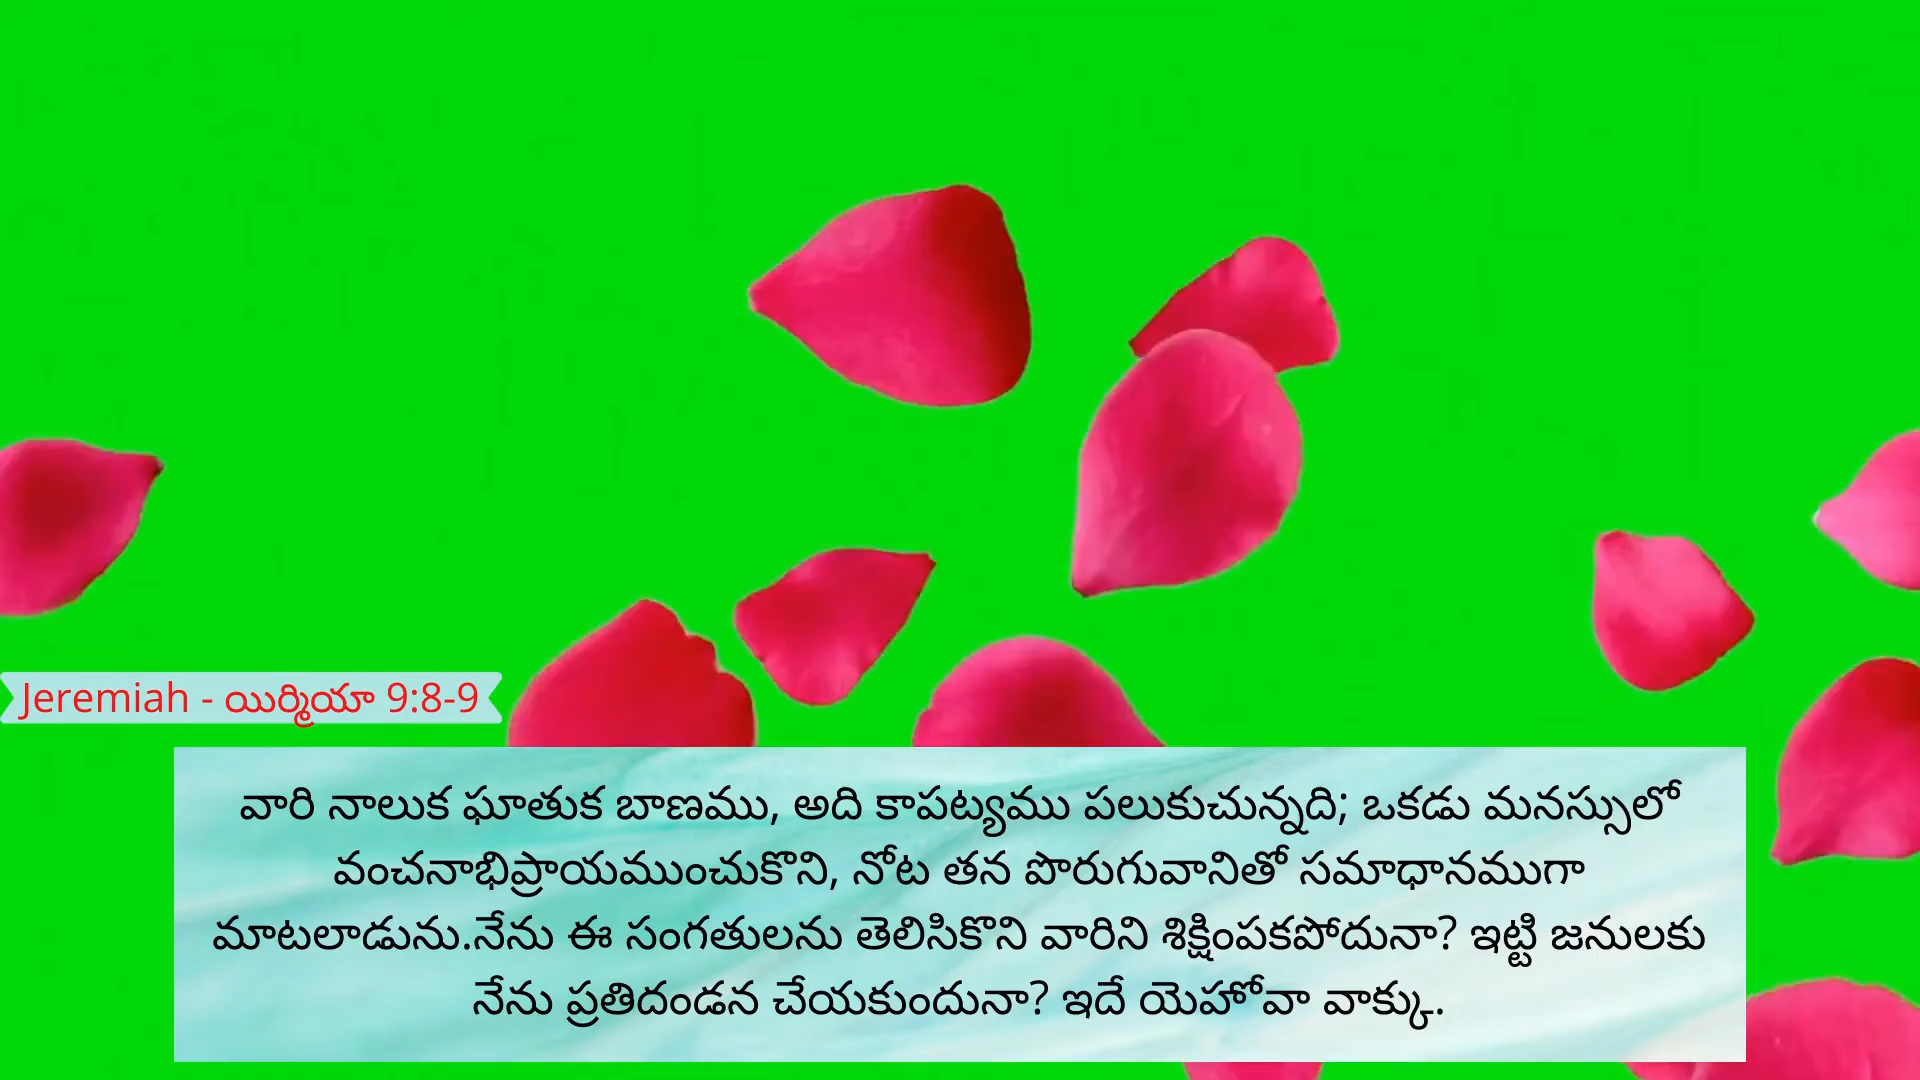 Jeremiah - యిర్మియా 9:8-9
వారి నాలుక ఘాతుక బాణము, అది కాపట్యము పలుకుచున్నది; ఒకడు మనస్సులో
వంచనాభిప్రాయముంచుకొని, నోట తన పొరుగువానితో సమాధానముగా
మాటలాడును.నేను ఈ సంగతులను తెలిసికొని వారిని శిక్షింపకపోదునా? ఇట్టి జనులకు
నేను ప్రతిదండన చేయకుందునా? ఇదే యెహోవా వాక్కు.